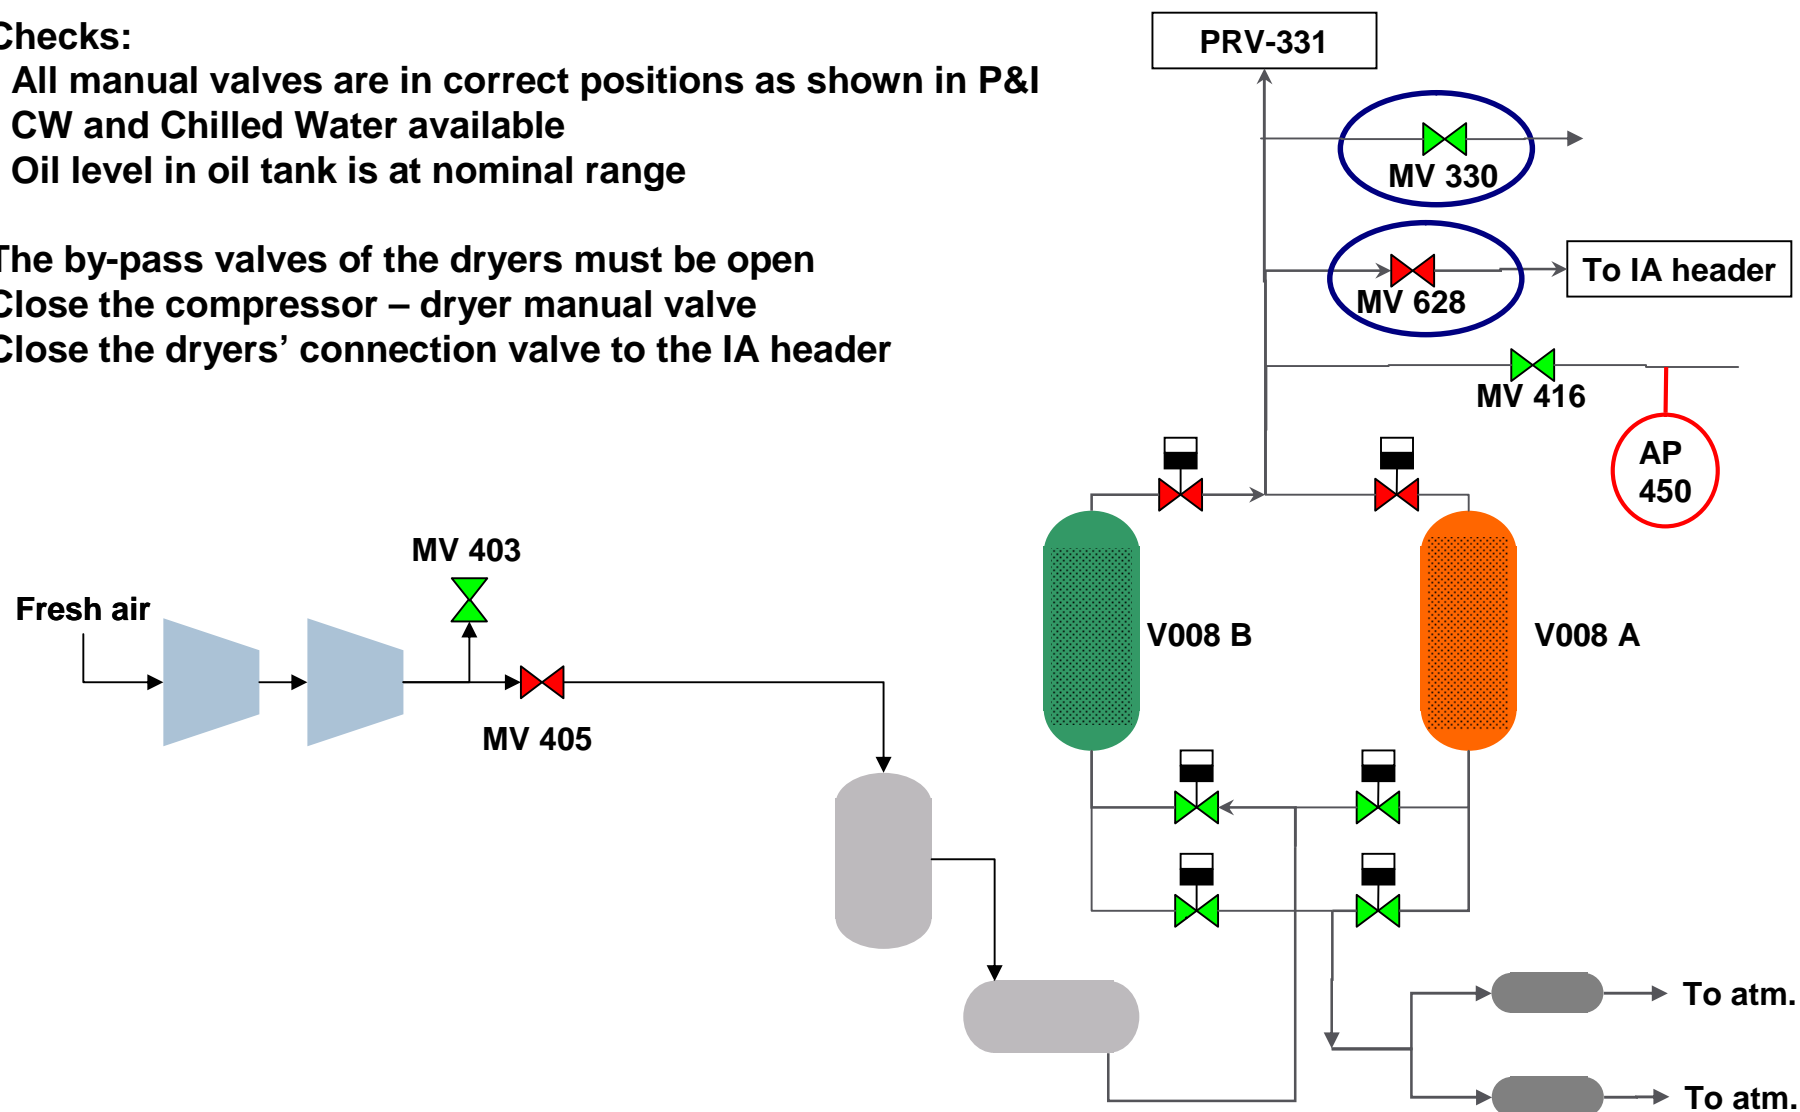 Checks:
All manual valves are in correct positions as shown in P&I
CW and Chilled Water available
Oil level in oil tank is at nominal range
The by-pass valves of the dryers must be open
Close the compressor – dryer manual valve
Close the dryers’ connection valve to the IA header
PRV-331
MV 330
To IA header
MV 628
MV 416
AP
450
MV 403
Fresh air
V008 B
V008 A
MV 405
To atm.
To atm.